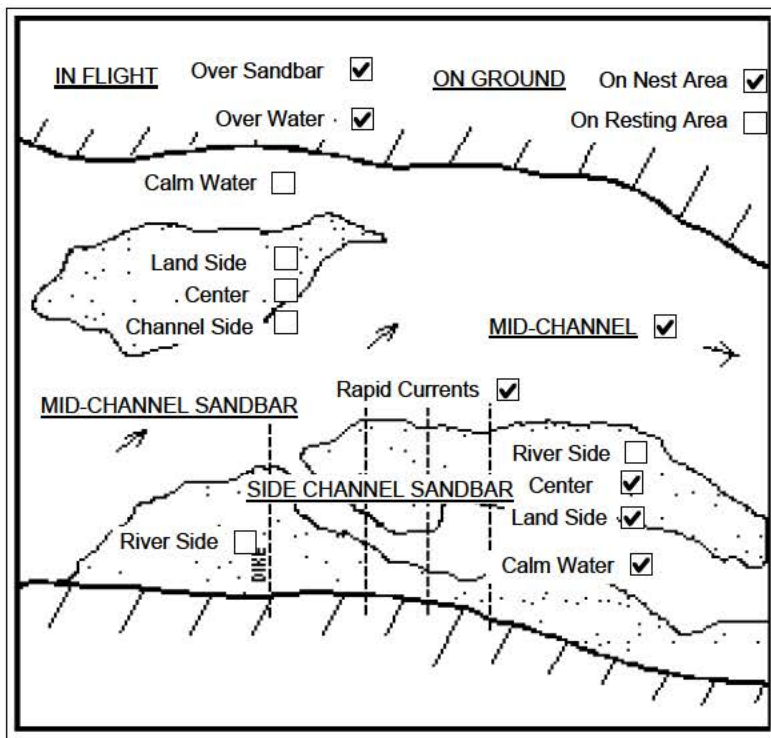 IN FLIGHT Over Sandbar ON GROUND On Nest Area
Over Water On Resting Area
Calm Water
Land Side
Center
Channel Side MID-CHANNEL
Rapid Currents
MID-CHANNEL SANDBAR
River Side
SIDE CHANNEL SANDBAR Center
Land Side
River Side
DIKE
Calm Water